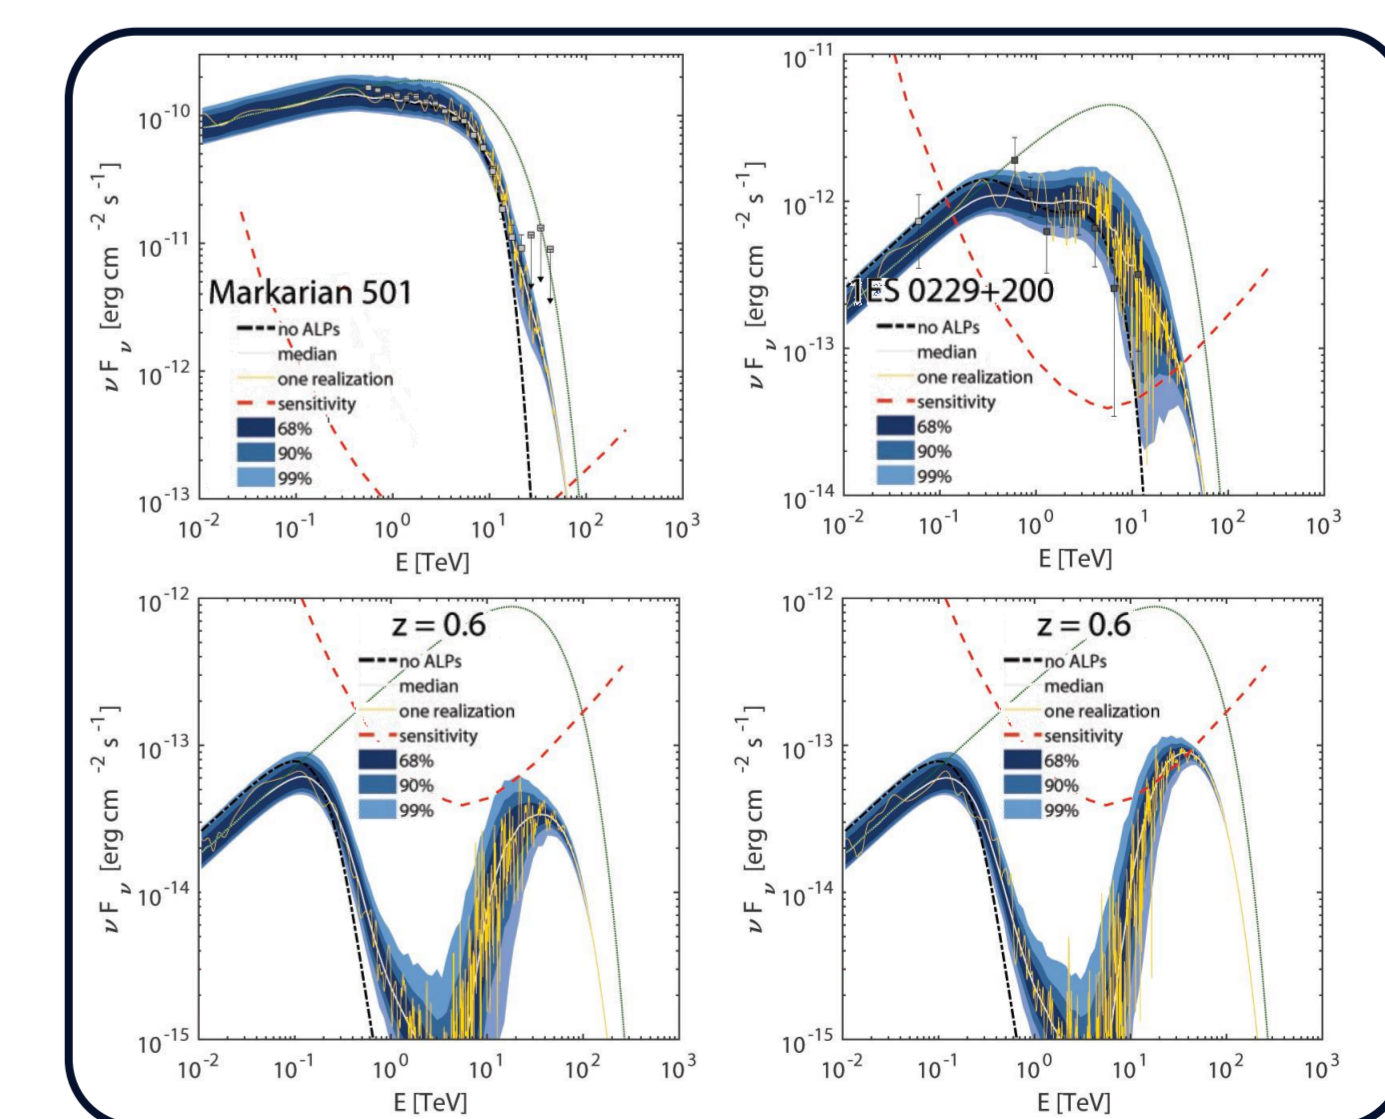 10^-10
10^-11
10^-12
10^-13
ν F_ν [erg cm^-2 s^-1]
Markarian 501
no ALPs
median
one realization
sensitivity
68%
90%
99%
10^-2 10^-1 10^0 10^1 10^2 10^3
E [TeV]
10^-11
10^-12
10^-13
10^-14
ν F_ν [erg cm^-2 s^-1]
1ES 0229+200
no ALPs
median
one realization
sensitivity
68%
90%
99%
10^-2 10^-1 10^0 10^1 10^2 10^3
E [TeV]
10^-12
10^-13
10^-14
10^-15
ν F_ν [erg cm^-2 s^-1]
z = 0.6
no ALPs
median
one realization
sensitivity
68%
90%
99%
10^-2 10^-1 10^0 10^1 10^2 10^3
E [TeV]
10^-12
10^-13
10^-14
10^-15
ν F_ν [erg cm^-2 s^-1]
z = 0.6
no ALPs
median
one realization
sensitivity
68%
90%
99%
10^-2 10^-1 10^0 10^1 10^2 10^3
E [TeV]